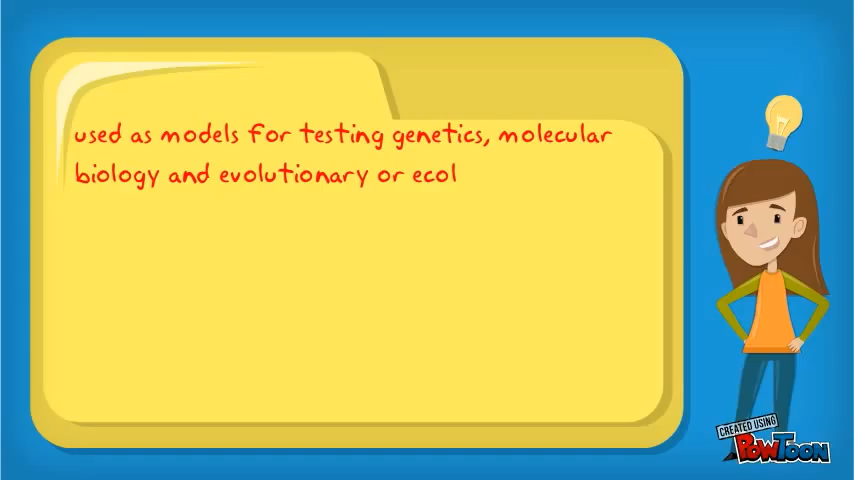 used as models for testing genetics, molecular
biology and evolutionary or ecol
CREATED USING
PowToon